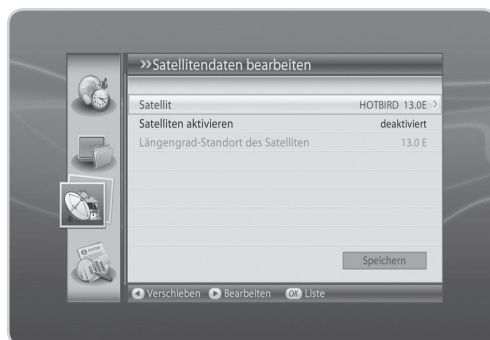 >>Satellitendaten bearbeiten
Satellit HOTBIRD 13.0E >
Satelliten aktivieren deaktiviert
Längengrad-Standort des Satelliten 13.0 E
Speichern
Verschieben Bearbeiten OK Liste